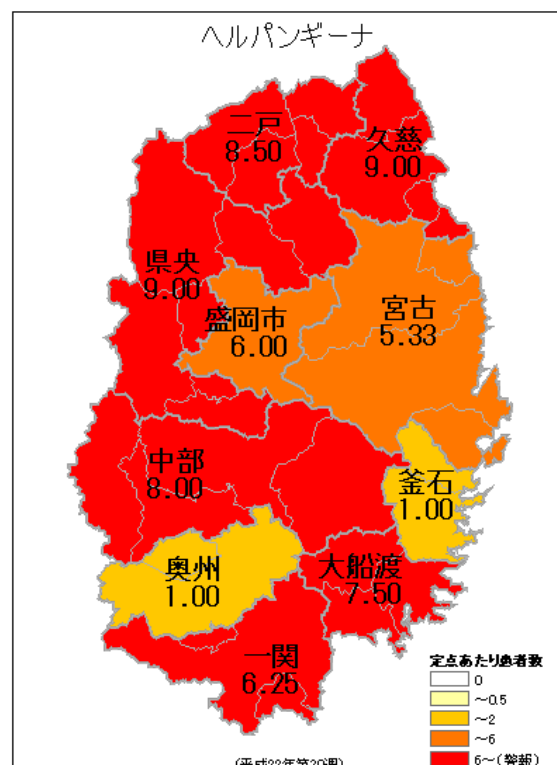 ヘルパンギーナ
二戸
8.50
久慈
9.00
県央
9.00
盛岡市
6.00
宮古
5.33
中部
8.00
釜石
1.00
奥州
1.00
大船渡
7.50
一関
6.25
定点あたり患者数
0
～0.5
～2
～6
6～(警報)